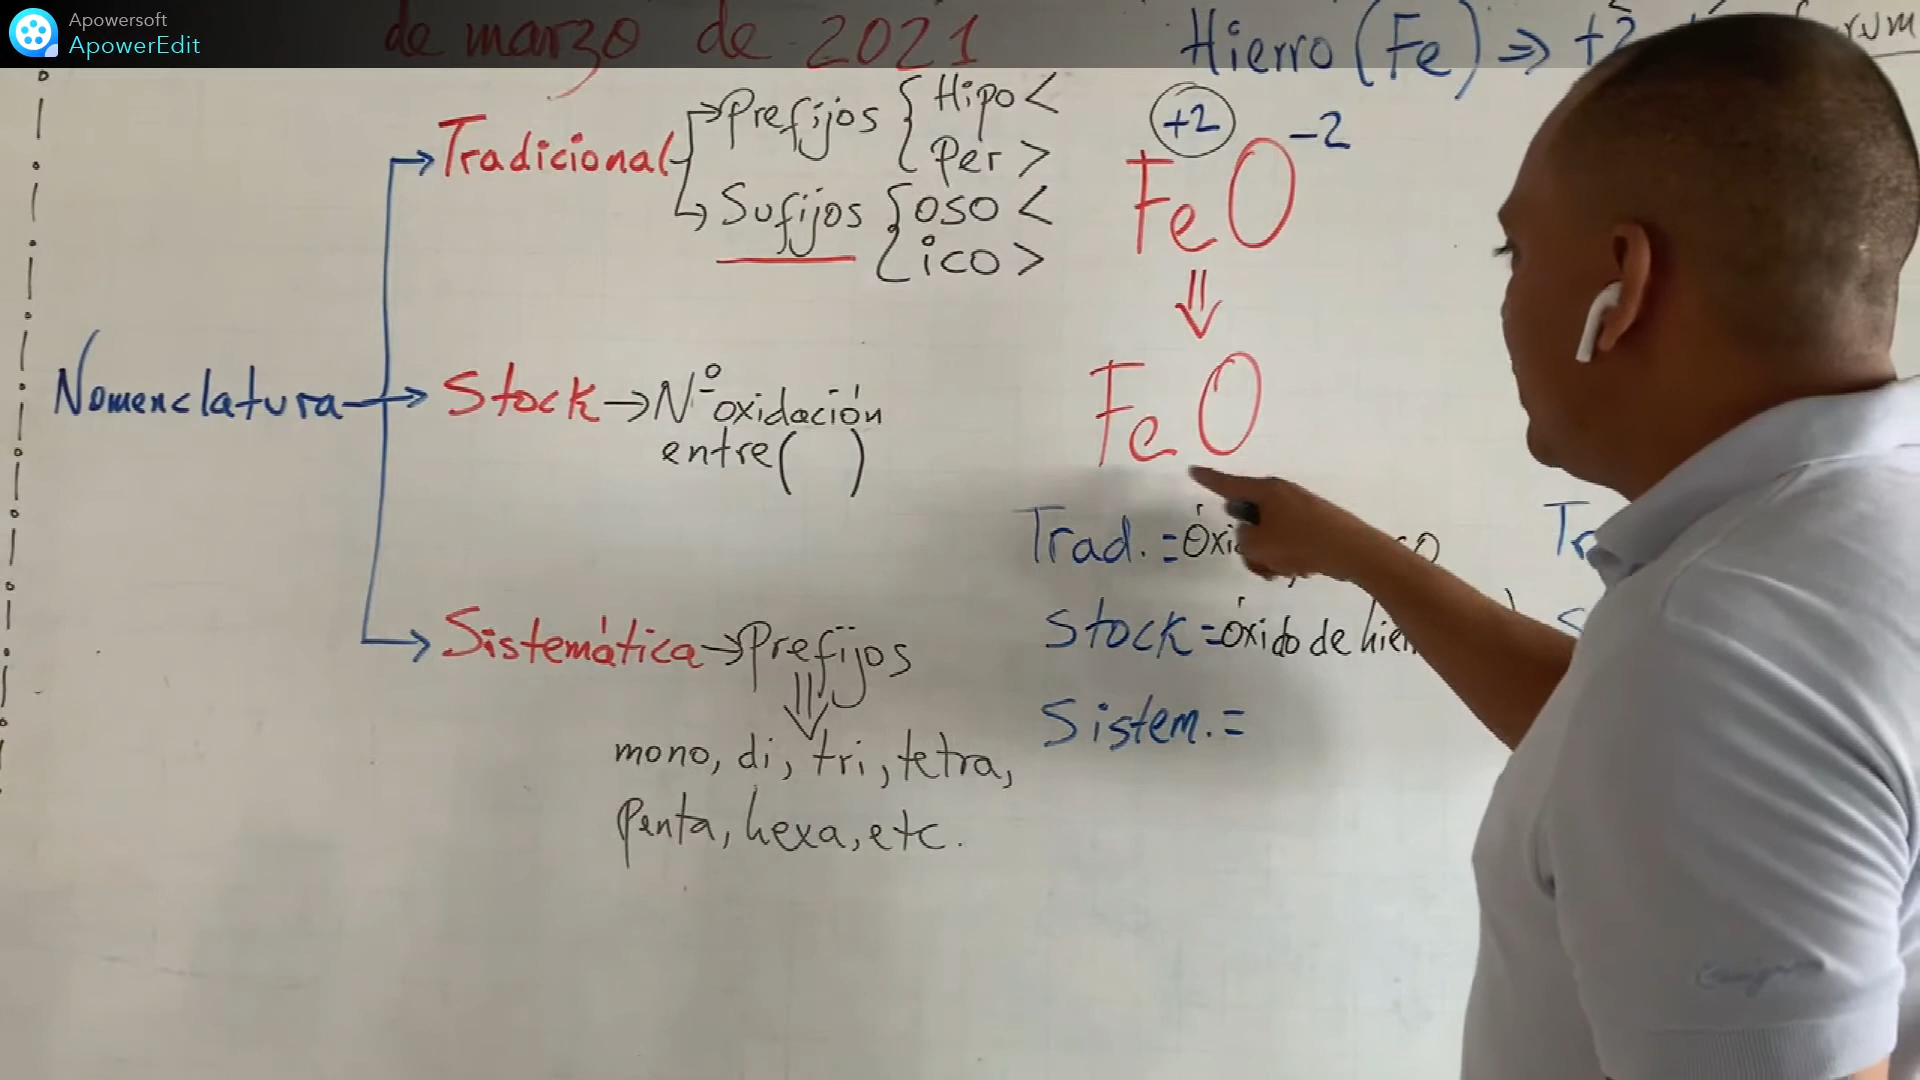 Apowersoft
ApowerEdit
de marzo de 2021
Hierro (Fe) ⇒ +2
Nomenclatura
Tradicional
Prefijos { Hipo <
Per >
Sufijos { oso <
ico >
Stock → Nº oxidación
entre ( )
Sistemática → Prefijos
mono, di, tri, tetra,
penta, hexa, etc.
+2 -2
FeO
⇓
FeO
Trad. =
Stock = óxido de
Sistem. =